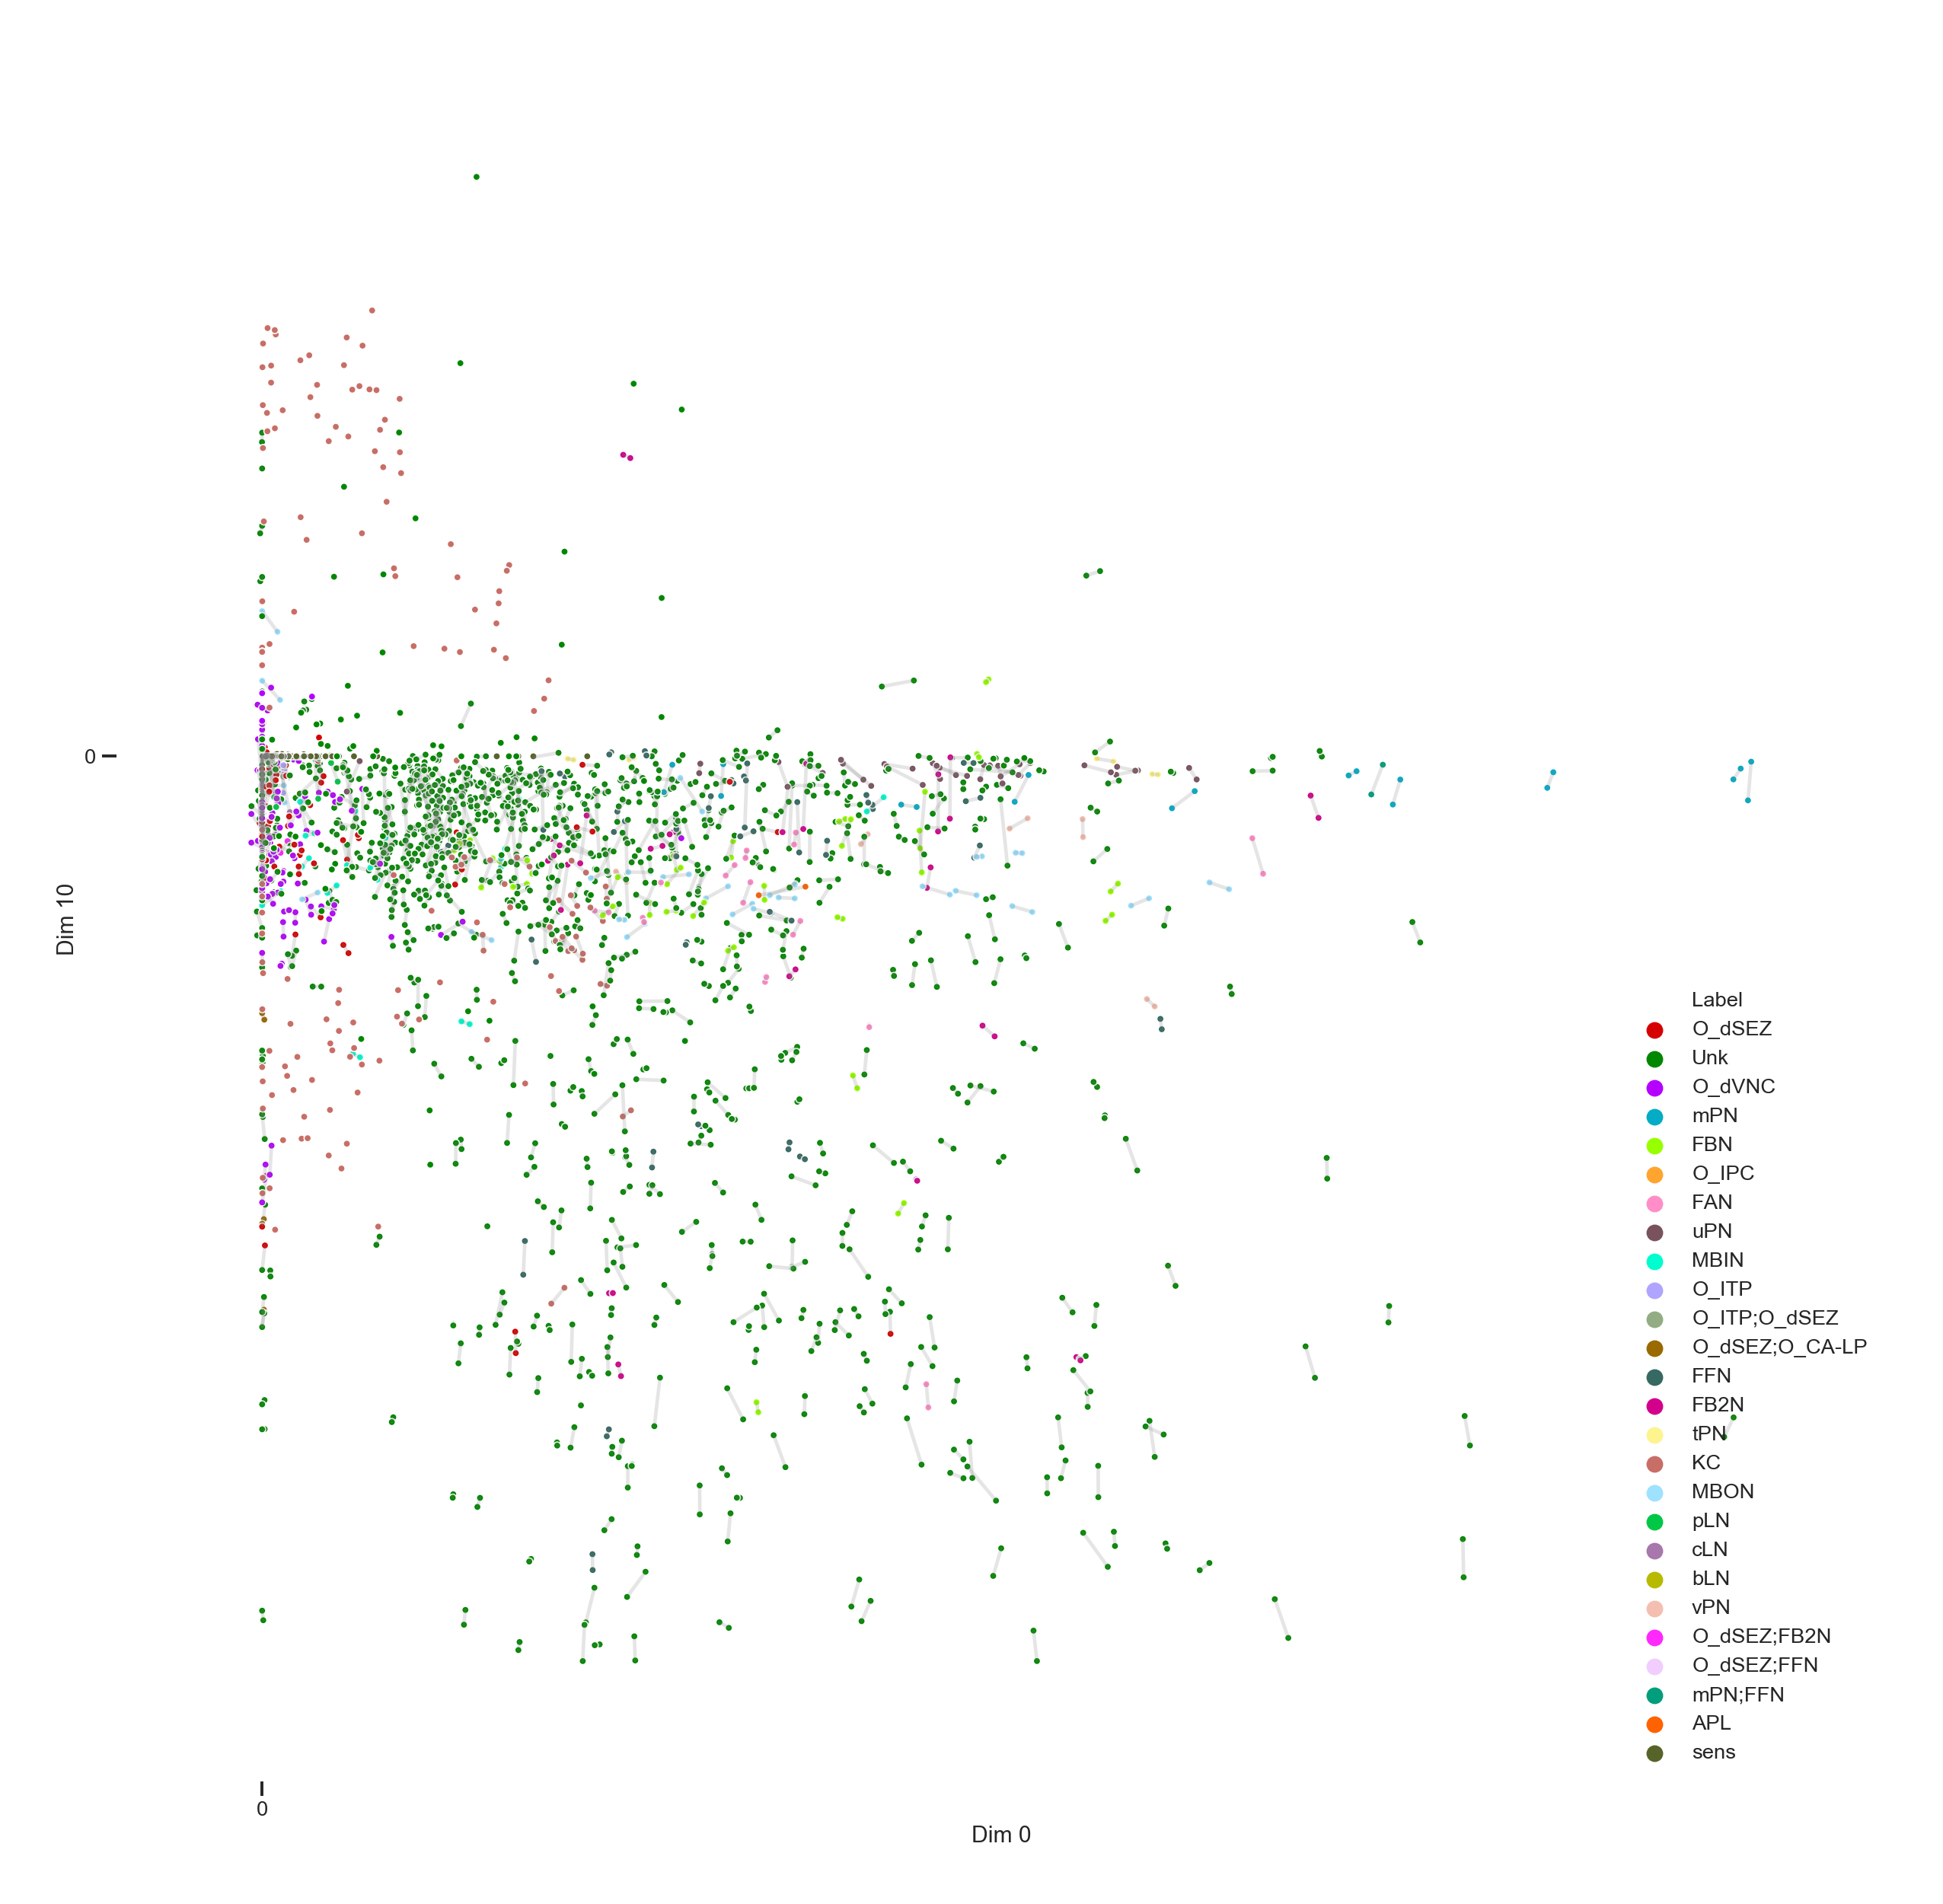 0
Dim 10
Label
O_dSEZ
Unk
O_dVNC
mPN
FBN
O_IPC
FAN
uPN
MBIN
O_ITP
O_ITP;O_dSEZ
O_dSEZ;O_CA-LP
FFN
FB2N
tPN
KC
MBON
pLN
cLN
bLN
vPN
O_dSEZ;FB2N
O_dSEZ;FFN
mPN;FFN
APL
sens
0
Dim 0